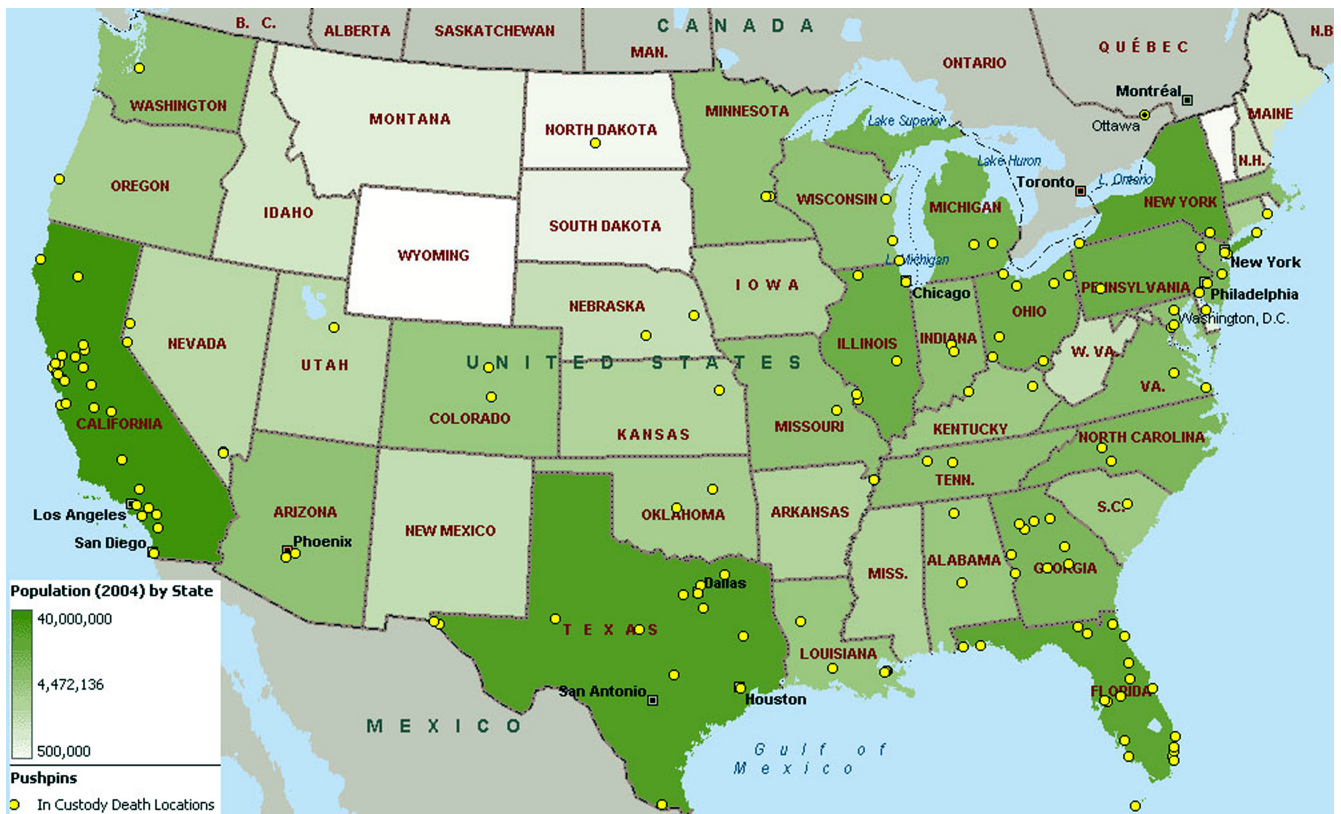 B. C.
ALBERTA
SASKATCHEWAN
MAN.
CANADA
ONTARIO
QUÉBEC
N.B
WASHINGTON
MONTANA
NORTH DAKOTA
MINNESOTA
Lake Superior
Montréal
Ottawa
MAINE
OREGON
IDAHO
SOUTH DAKOTA
WISCONSIN
MICHIGAN
Lake Huron
Toronto
L. Ontario
N.H.
NEW YORK
WYOMING
L. Michigan
New York
NEBRASKA
IOWA
Chicago
PENNSYLVANIA
Philadelphia
NEVADA
UTAH
UNITED STATES
ILLINOIS
INDIANA
OHIO
Washington, D.C.
W. VA.
VA.
CALIFORNIA
COLORADO
KANSAS
MISSOURI
KENTUCKY
NORTH CAROLINA
TENN.
Los Angeles
ARIZONA
NEW MEXICO
OKLAHOMA
ARKANSAS
S.C.
San Diego
Phoenix
Dallas
MISS.
ALABAMA
GEORGIA
TEXAS
LOUISIANA
San Antonio
Houston
FLORIDA
MEXICO
Gulf of
Mexico
Population (2004) by State
40,000,000
4,472,136
500,000
Pushpins
In Custody Death Locations